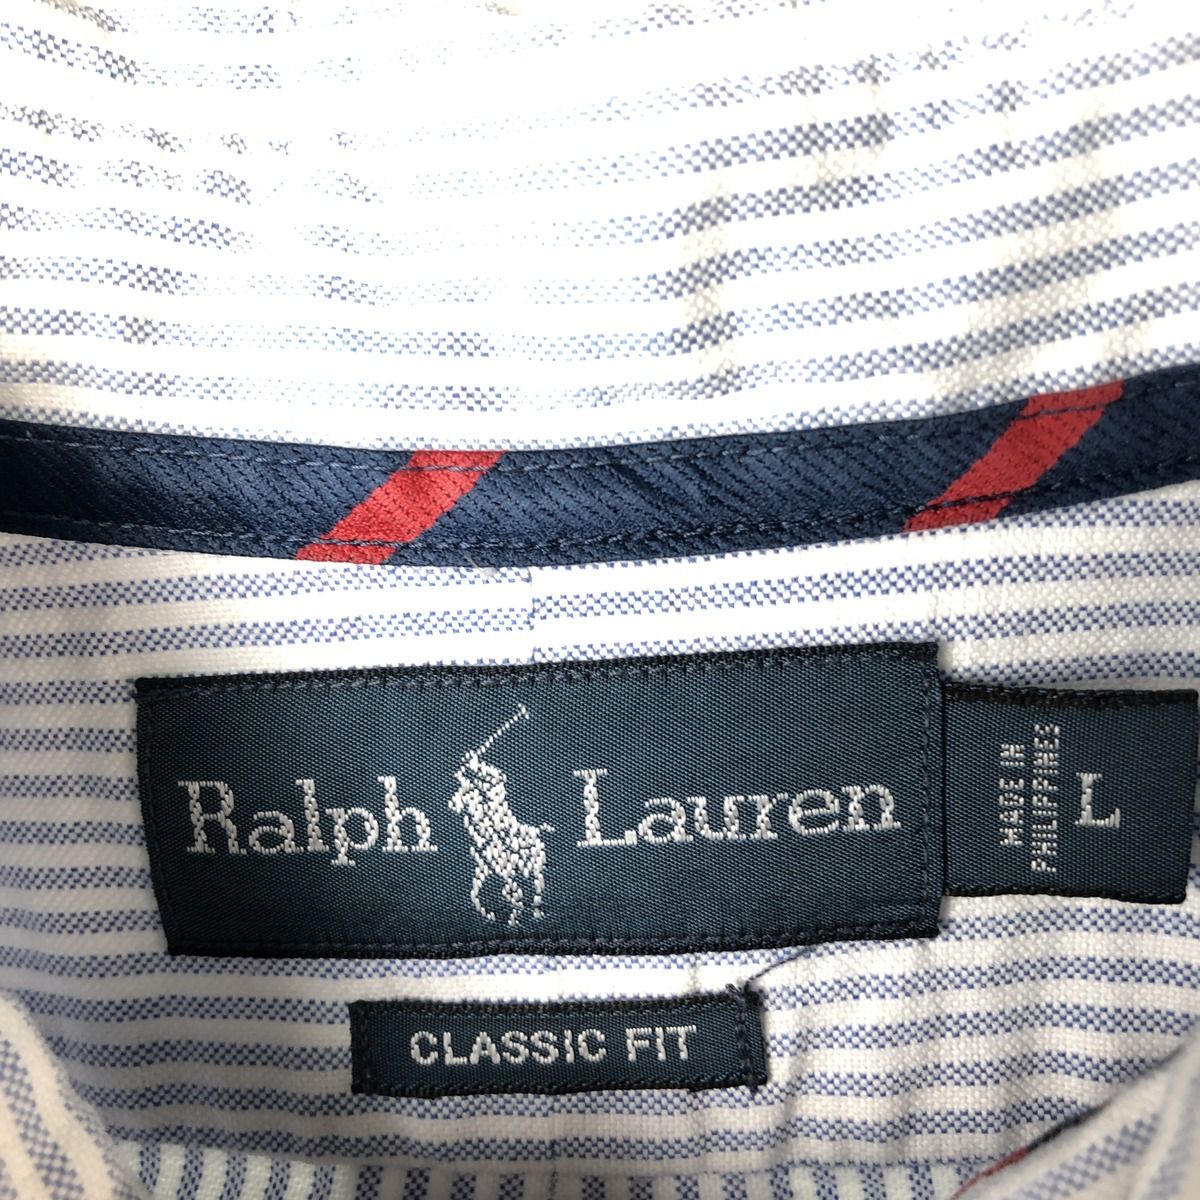 Ralph Lauren
MADE IN
PHILIPPINES
L
CLASSIC FIT